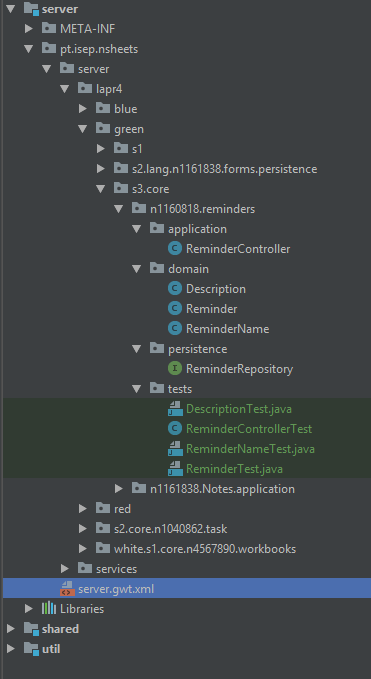 server
META-INF
pt.isep.nsheets
server
lapr4
blue
green
s1
s2.lang.n1161838.forms.persistence
s3.core
n1160818.reminders
application
ReminderController
domain
Description
Reminder
ReminderName
persistence
ReminderRepository
tests
DescriptionTest.java
ReminderControllerTest
ReminderNameTest.java
ReminderTest.java
n1161838.Notes.application
red
s2.core.n1040862.task
white.s1.core.n4567890.workbooks
services
server.gwt.xml
Libraries
shared
util